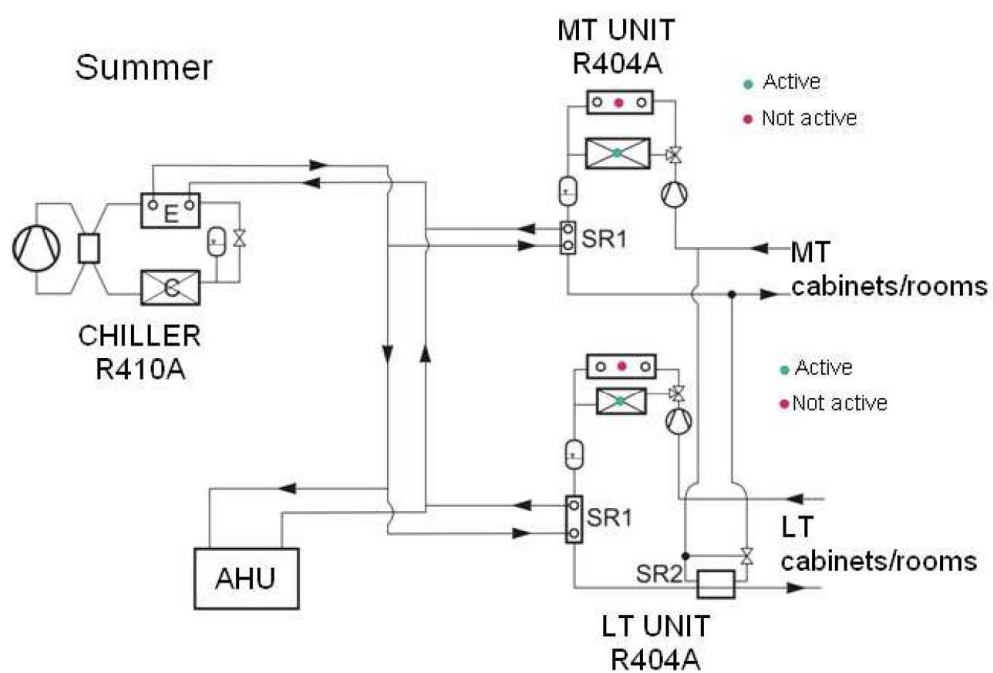 Summer
MT UNIT
R404A
Active
Not active
E
C
SR1
MT
cabinets/rooms
CHILLER
R410A
Active
Not active
SR1
LT
cabinets/rooms
AHU
SR2
LT UNIT
R404A